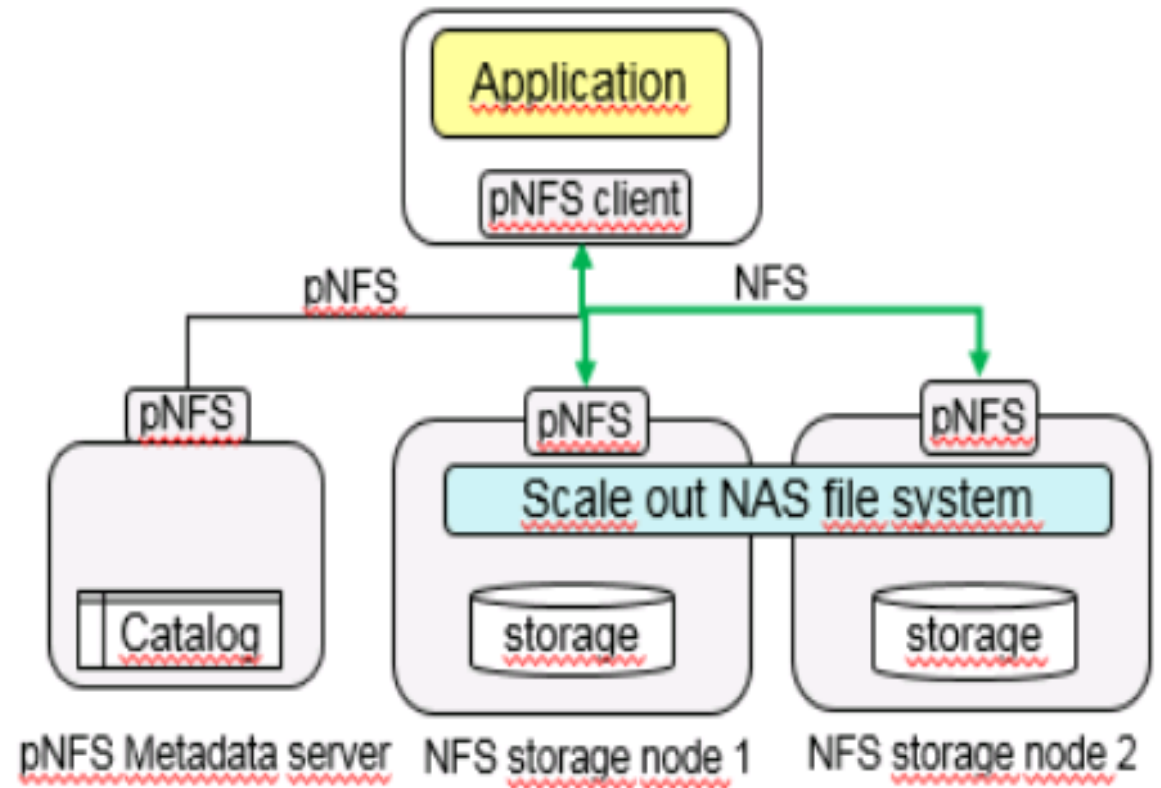 Application
pNFS client
pNFS
NFS
pNFS
pNFS
pNFS
Scale out NAS file system
Catalog
storage
storage
pNFS Metadata server
NFS storage node 1
NFS storage node 2